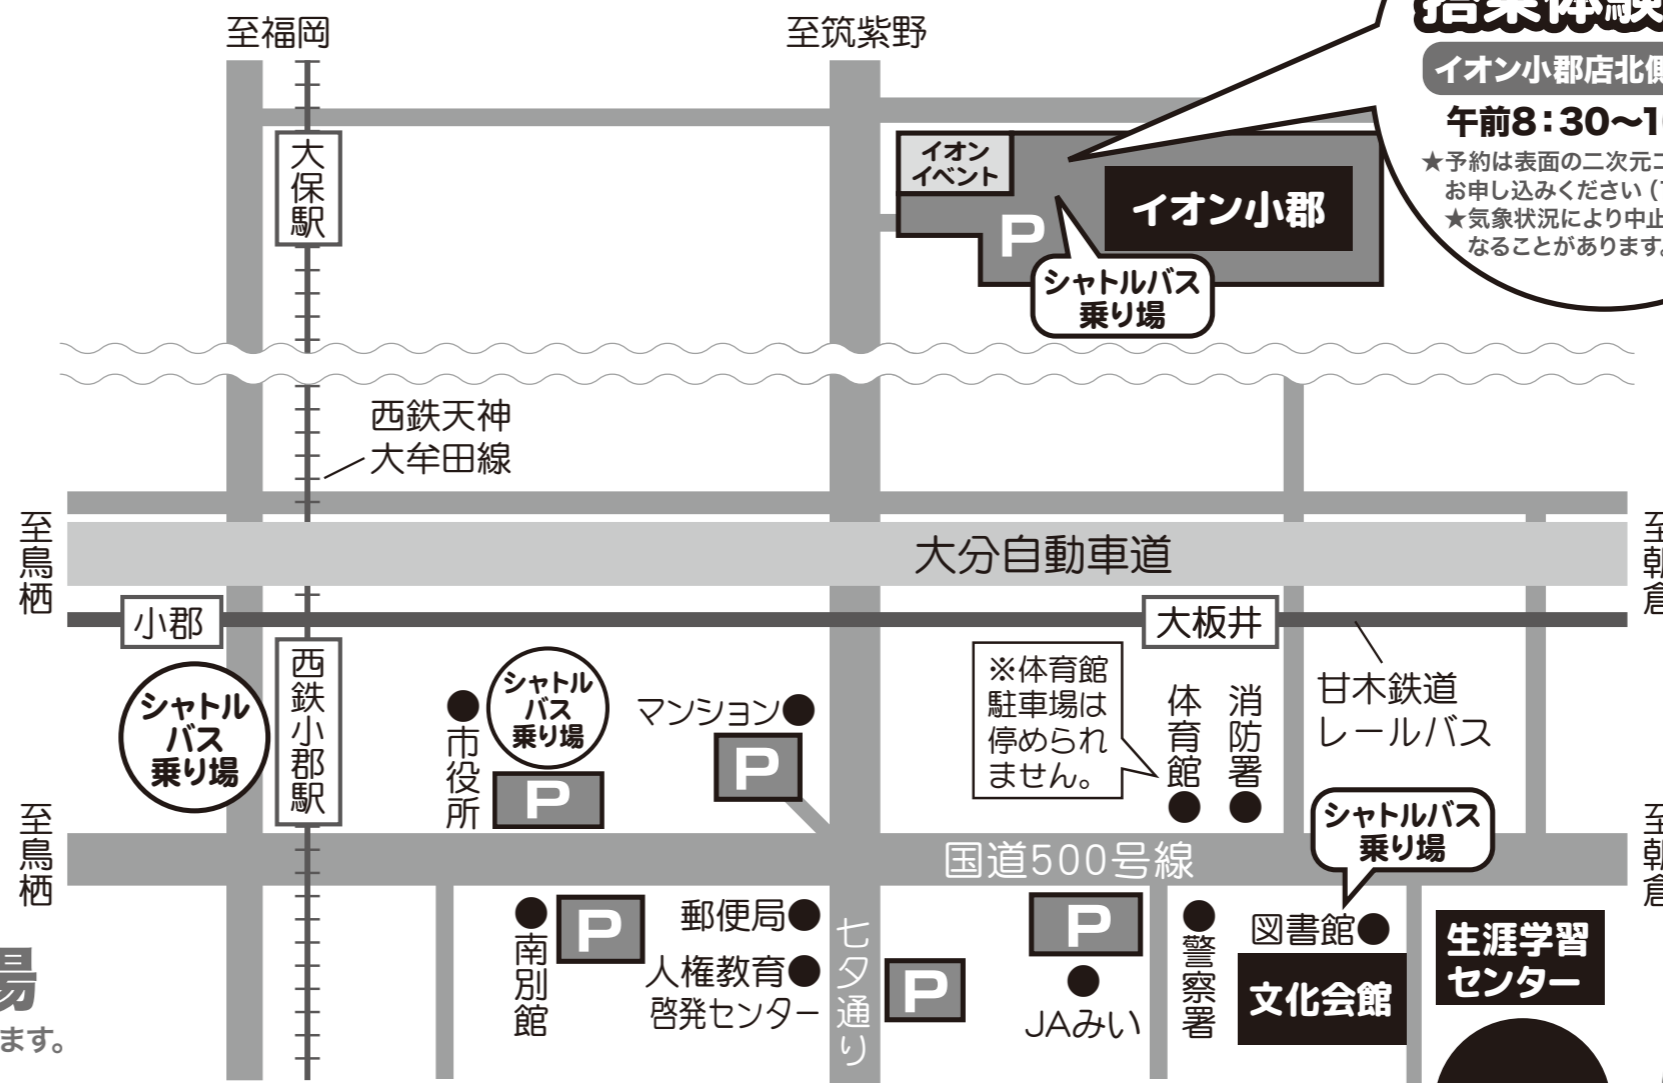 至福岡
至筑紫野
搭乗体験
イオン小郡店北側
午前8：30〜1
★予約は表面の二次元コ
お申し込みください
★気象状況により中止
なることがあります。
大保駅
イオン
イベント
P
イオン小郡
シャトルバス
乗り場
西鉄天神
大牟田線
至鳥栖
大分自動車道
至朝倉
小郡
大板井
西鉄小郡駅
シャトル
バス
乗り場
市役所
シャトル
バス
乗り場
P
マンション
P
※体育館
駐車場は
停められ
ません。
体育館
消防署
甘木鉄道
レールバス
シャトルバス
乗り場
至鳥栖
国道500号線
至朝倉
南別館
P
郵便局
人権教育
啓発センター
七夕通り
P
P
JAみい
警察署
図書館
文化会館
生涯学習
センター
場
ます。